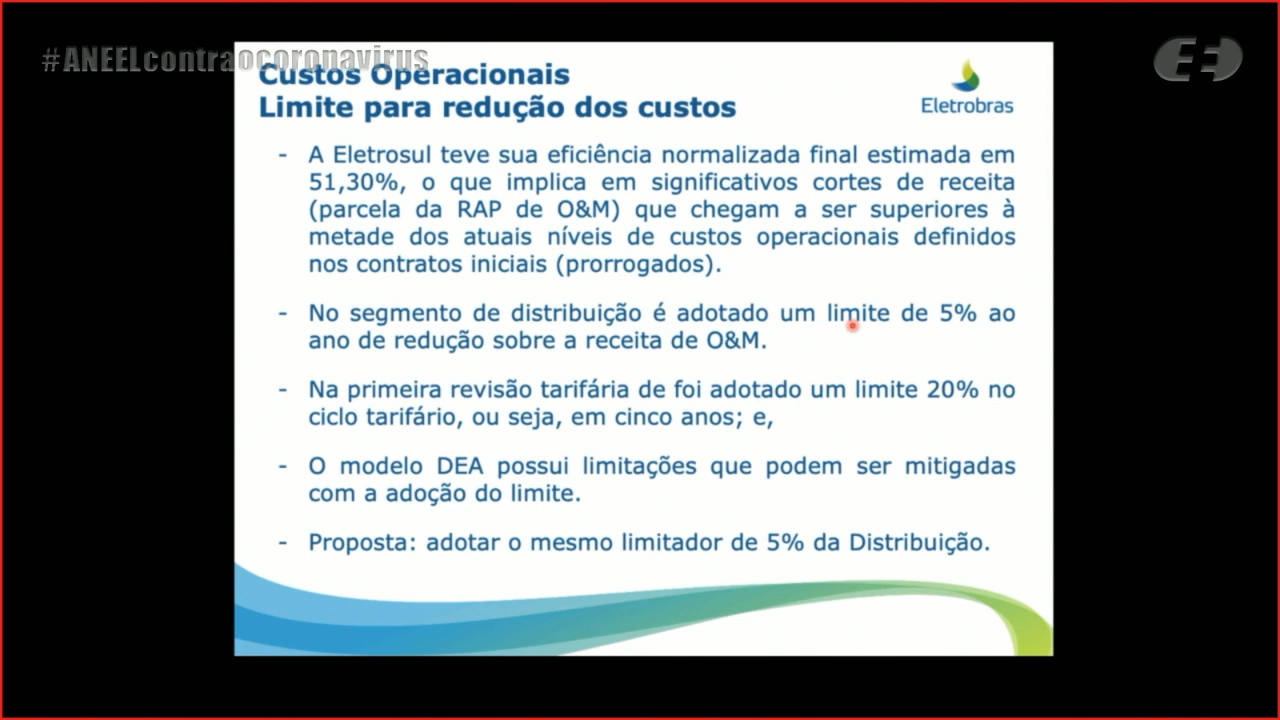 #ANEELcontraocoronavirus
Custos Operacionais
Limite para redução dos custos
Eletrobras
- A Eletrosul teve sua eficiência normalizada final estimada em
51,30%, o que implica em significativos cortes de receita
(parcela da RAP de O&M) que chegam a ser superiores à
metade dos atuais níveis de custos operacionais definidos
nos contratos iniciais (prorrogados).
- No segmento de distribuição é adotado um limite de 5% ao
ano de redução sobre a receita de O&M.
- Na primeira revisão tarifária de foi adotado um limite 20% no
ciclo tarifário, ou seja, em cinco anos; e,
- O modelo DEA possui limitações que podem ser mitigadas
com a adoção do limite.
- Proposta: adotar o mesmo limitador de 5% da Distribuição.